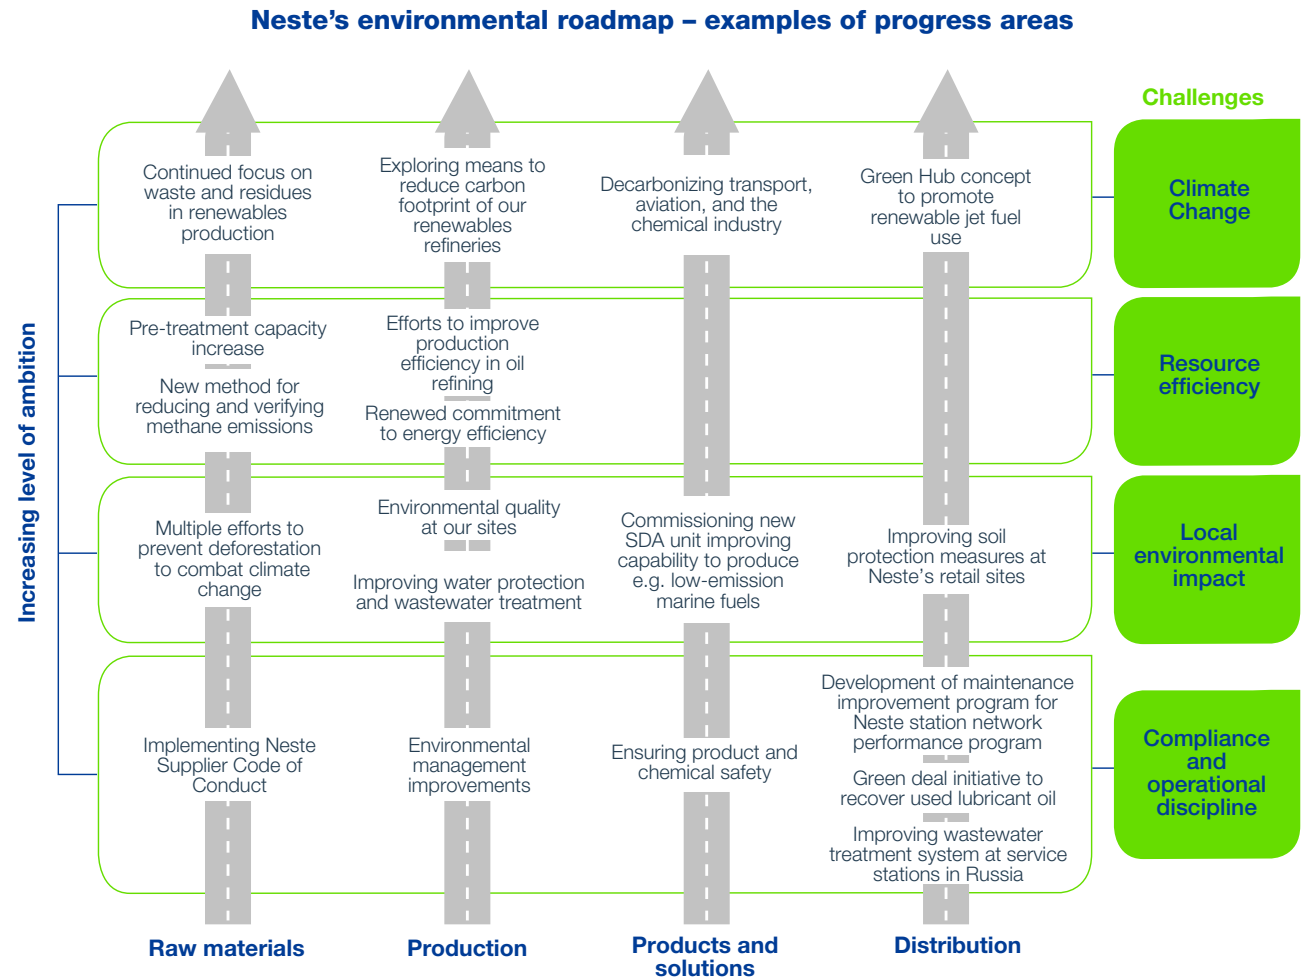 Neste’s environmental roadmap – examples of progress areas
Challenges
Increasing level of ambition
Continued focus on
waste and residues
in renewables
production
Exploring means to
reduce carbon
footprint of our
renewables
refineries
Decarbonizing transport,
aviation, and the
chemical industry
Green Hub concept
to promote
renewable jet fuel
use
Climate
Change
Pre-treatment capacity
increase
New method for
reducing and verifying
methane emissions
Efforts to improve
production
efficiency in oil
refining
Renewed commitment
to energy efficiency
Resource
efficiency
Multiple efforts to
prevent deforestation
to combat climate
change
Environmental quality
at our sites
Improving water protection
and wastewater treatment
Commissioning new
SDA unit improving
capability to produce
e.g. low-emission
marine fuels
Improving soil
protection measures at
Neste’s retail sites
Local
environmental
impact
Implementing Neste
Supplier Code of
Conduct
Environmental
management
improvements
Ensuring product and
chemical safety
Development of maintenance
improvement program for
Neste station network
performance program
Green deal initiative to
recover used lubricant oil
Improving wastewater
treatment system at service
stations in Russia
Compliance
and
operational
discipline
Raw materials
Production
Products and
solutions
Distribution